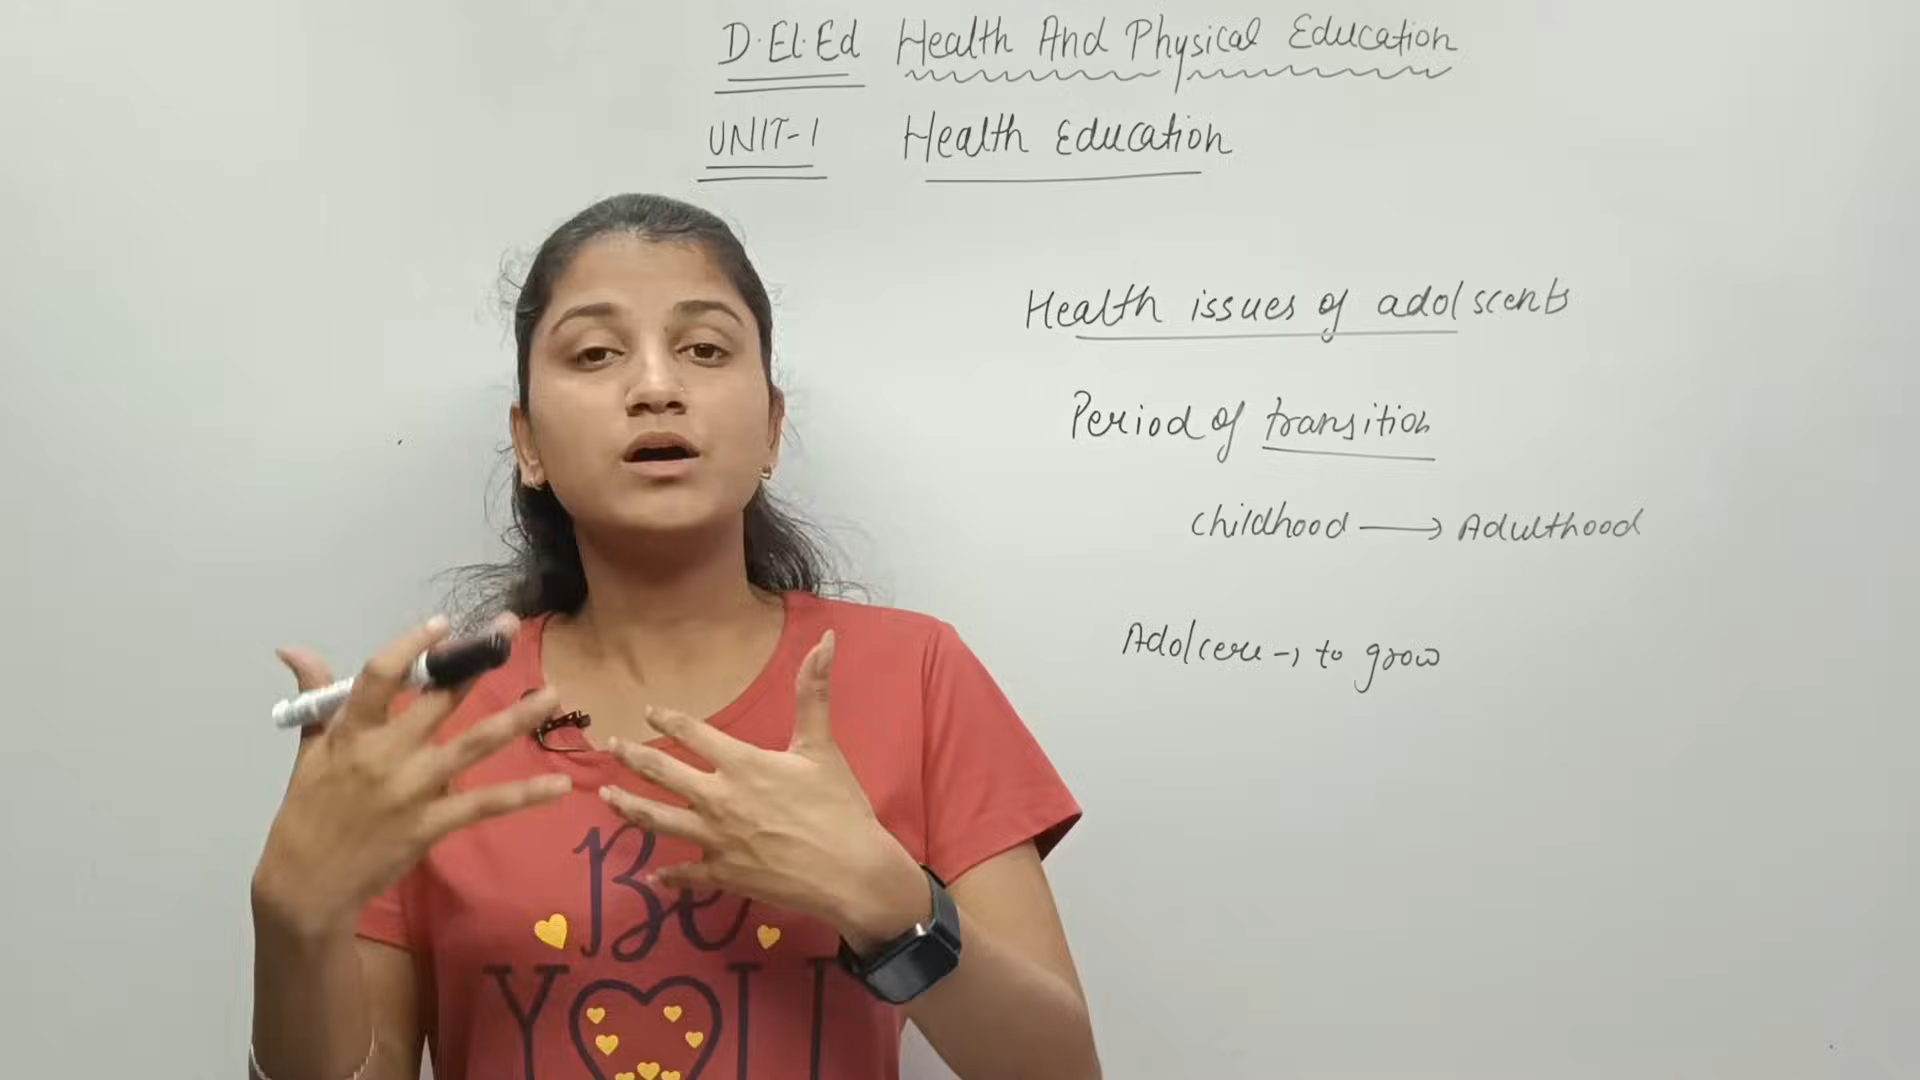 D.El.Ed Health And Physical Education
UNIT-1 Health Education
Health issues of adolscents
Period of transition
Childhood → Adulthood
→ to grow
Be
YOU